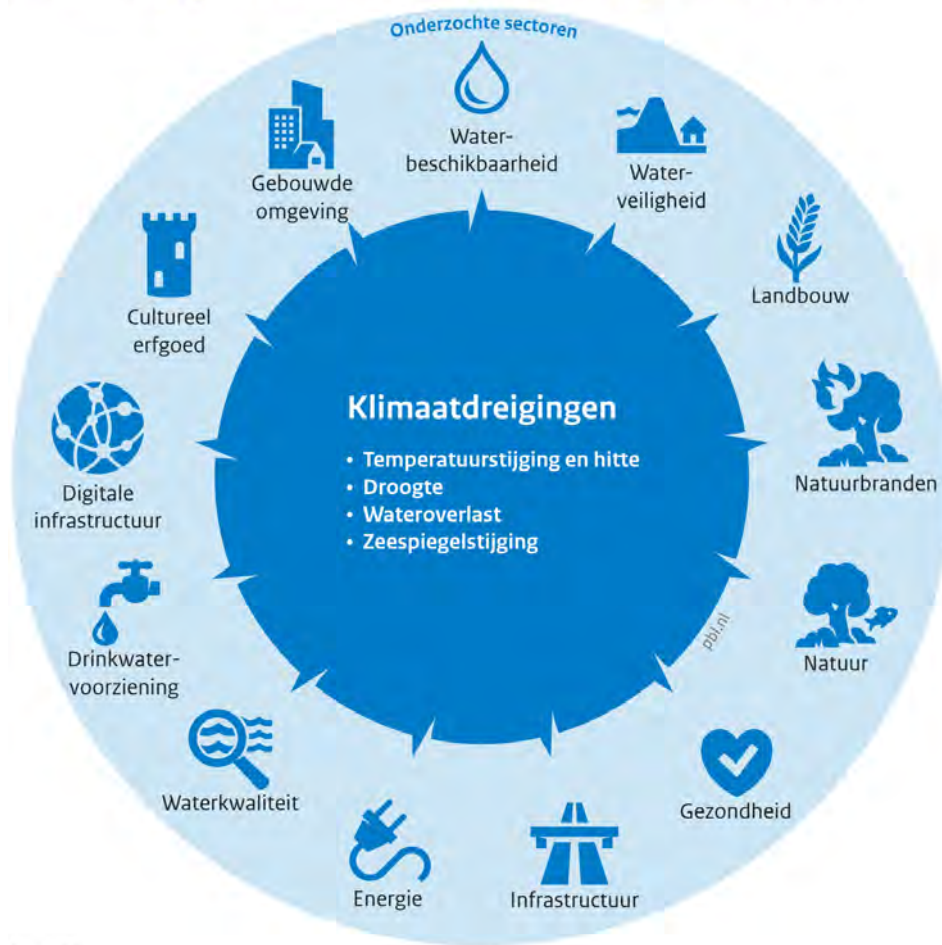 Onderzochte sectoren
Water-
beschikbaarheid
Water-
veiligheid
Landbouw
Natuurbranden
Natuur
Gezondheid
Infrastructuur
Energie
Waterkwaliteit
Drinkwater-
voorziening
Digitale
infrastructuur
Cultureel
erfgoed
Gebouwde
omgeving
Klimaatdreigingen
• Temperatuurstijging en hitte
• Droogte
• Wateroverlast
• Zeespiegelstijging
pbl.nl